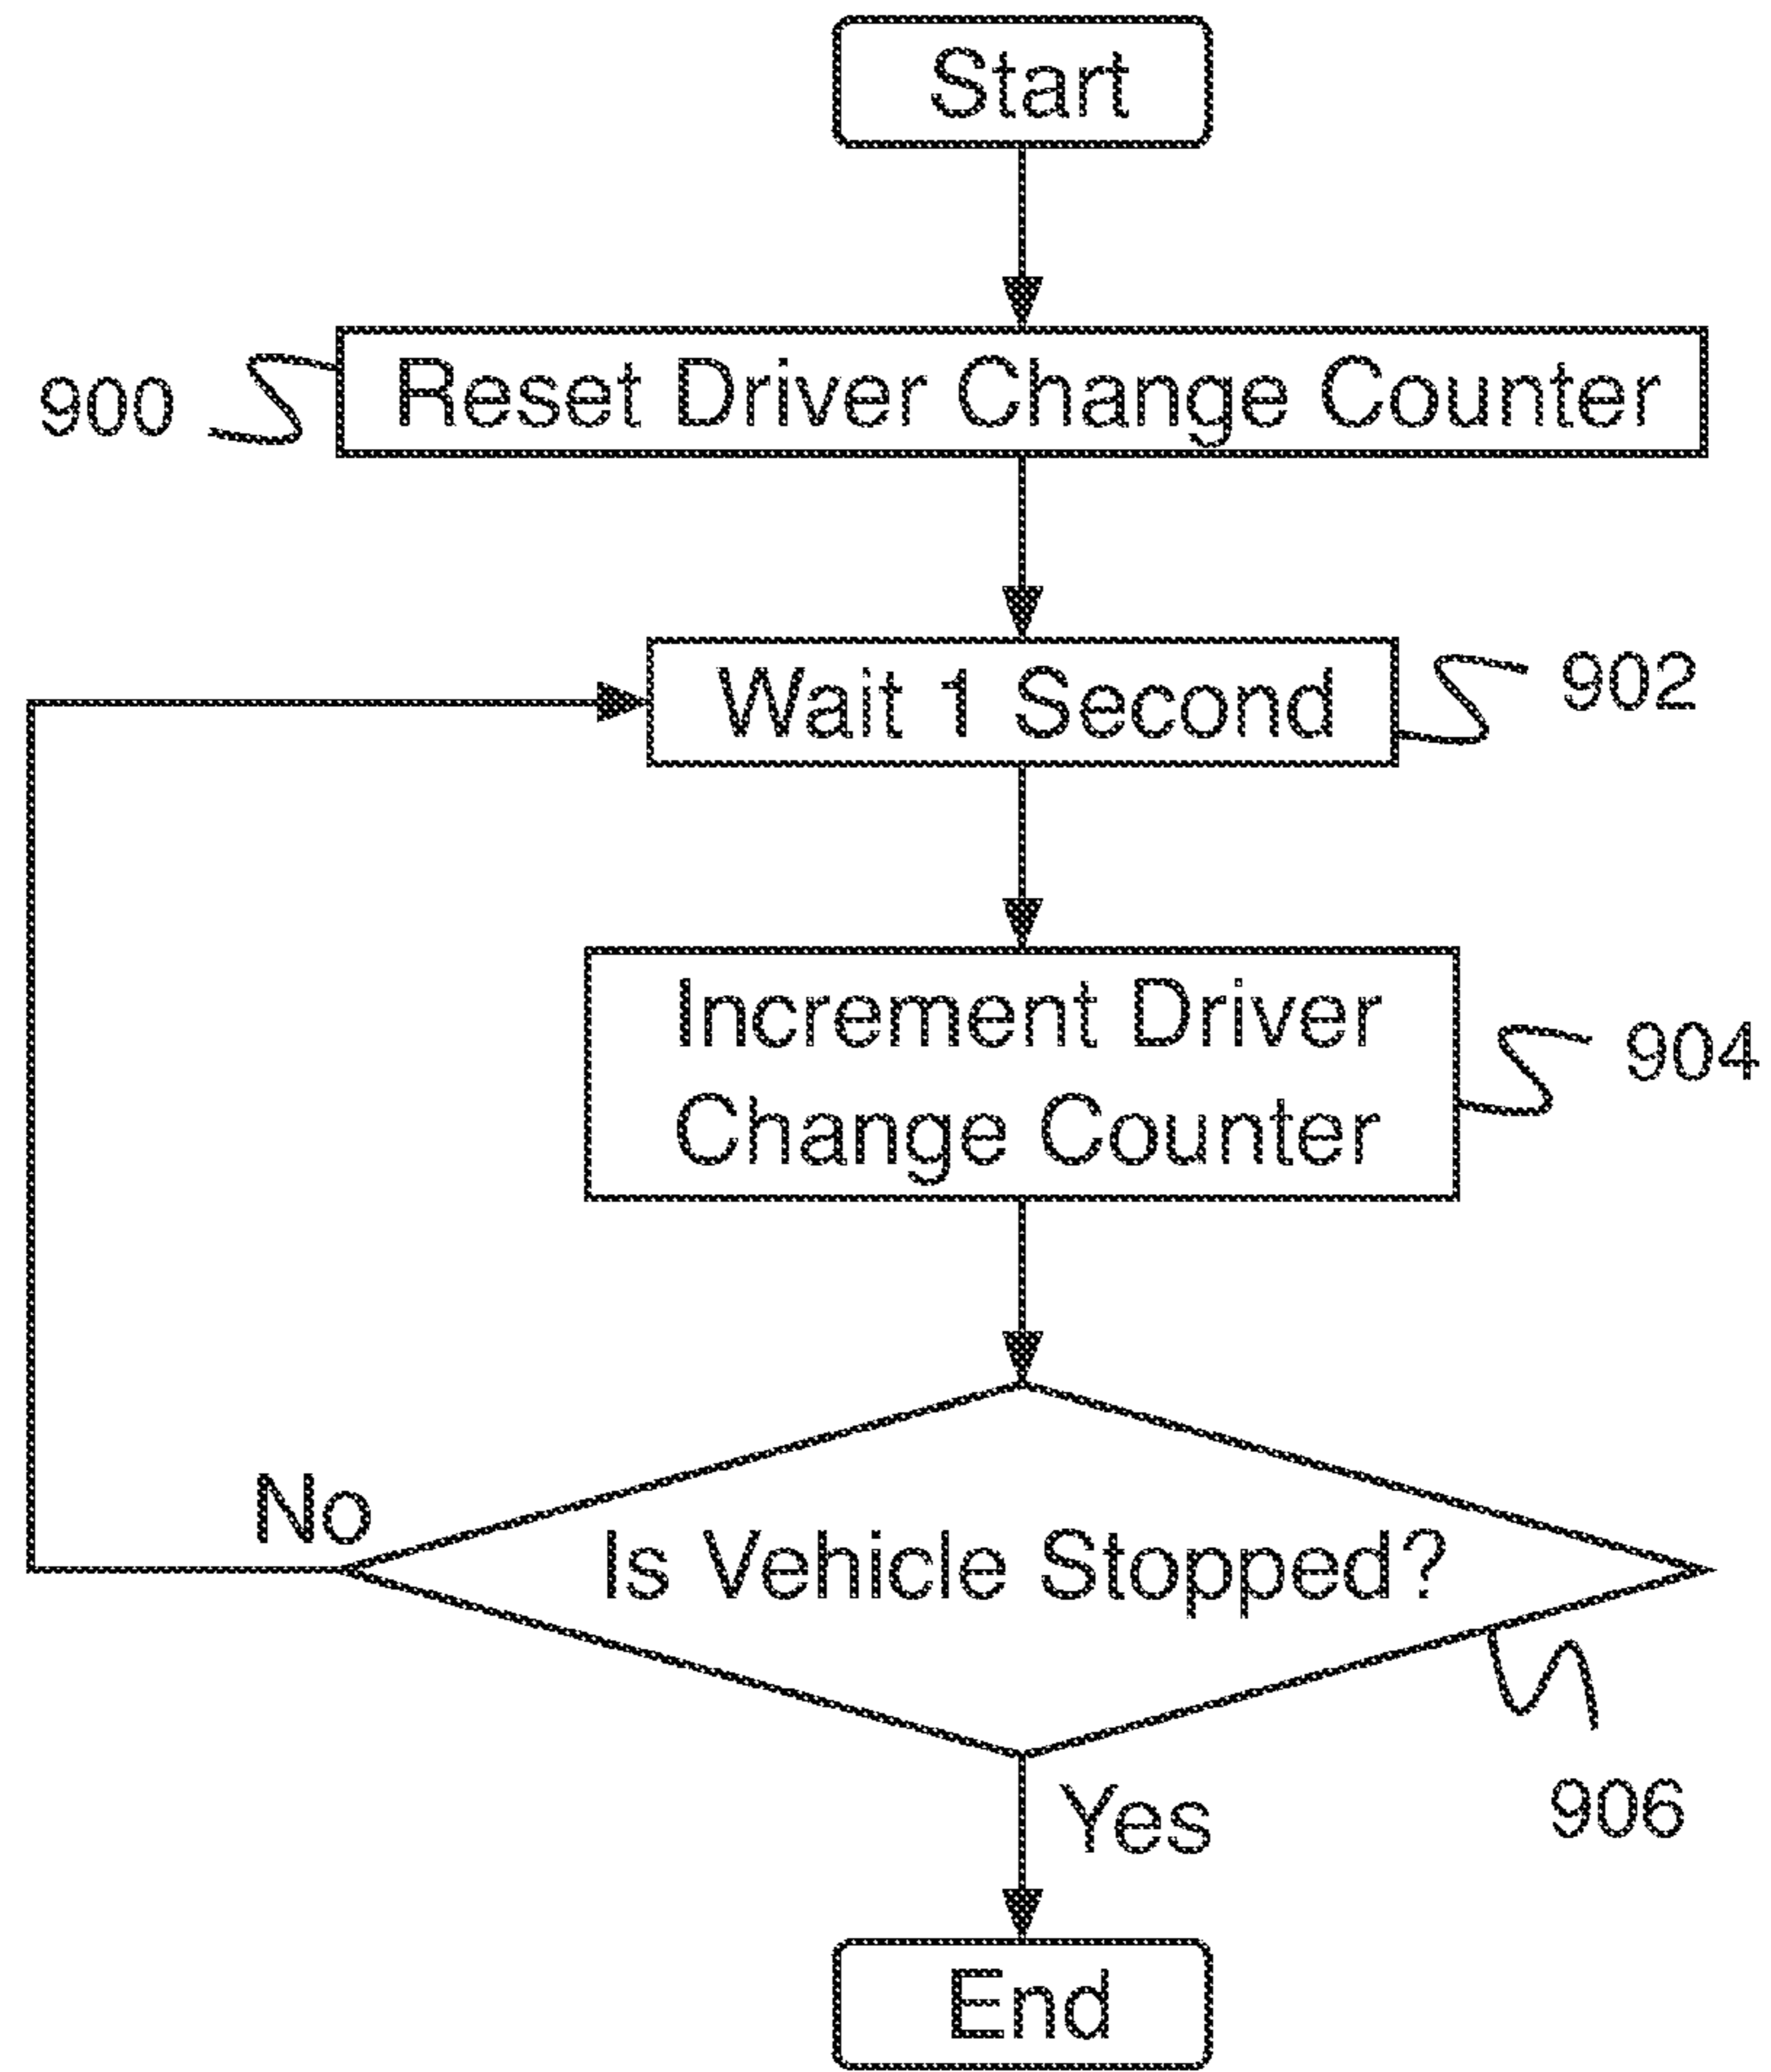 Start
900
Reset Driver Change Counter
Wait 1 Second
902
Increment Driver
Change Counter
904
No
Is Vehicle Stopped?
Yes
906
End